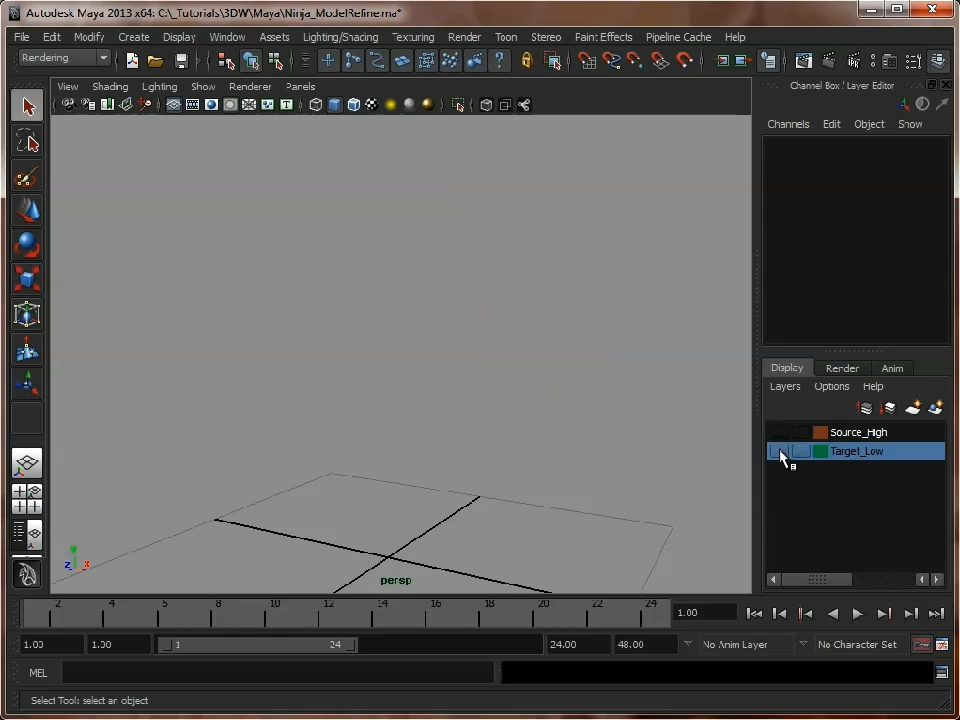 Autodesk Maya 2013 x64: C:\_Tutorials\3DW\Maya\Ninja_ModelRefine.ma*
File Edit Modify Create Display Window Assets Lighting/Shading Texturing Render Toon Stereo Paint Effects Pipeline Cache Help
Rendering
View Shading Lighting Show Renderer Panels
Channel Box / Layer Editor
Channels Edit Object Show
Display Render Anim
Layers Options Help
Source_High
Target_Low
y
z x
persp
2 4 6 8 10 12 14 16 18 20 22 24
1.00
1.00 1.00 1 24 24.00 48.00 No Anim Layer No Character Set
MEL
Select Tool: select an object